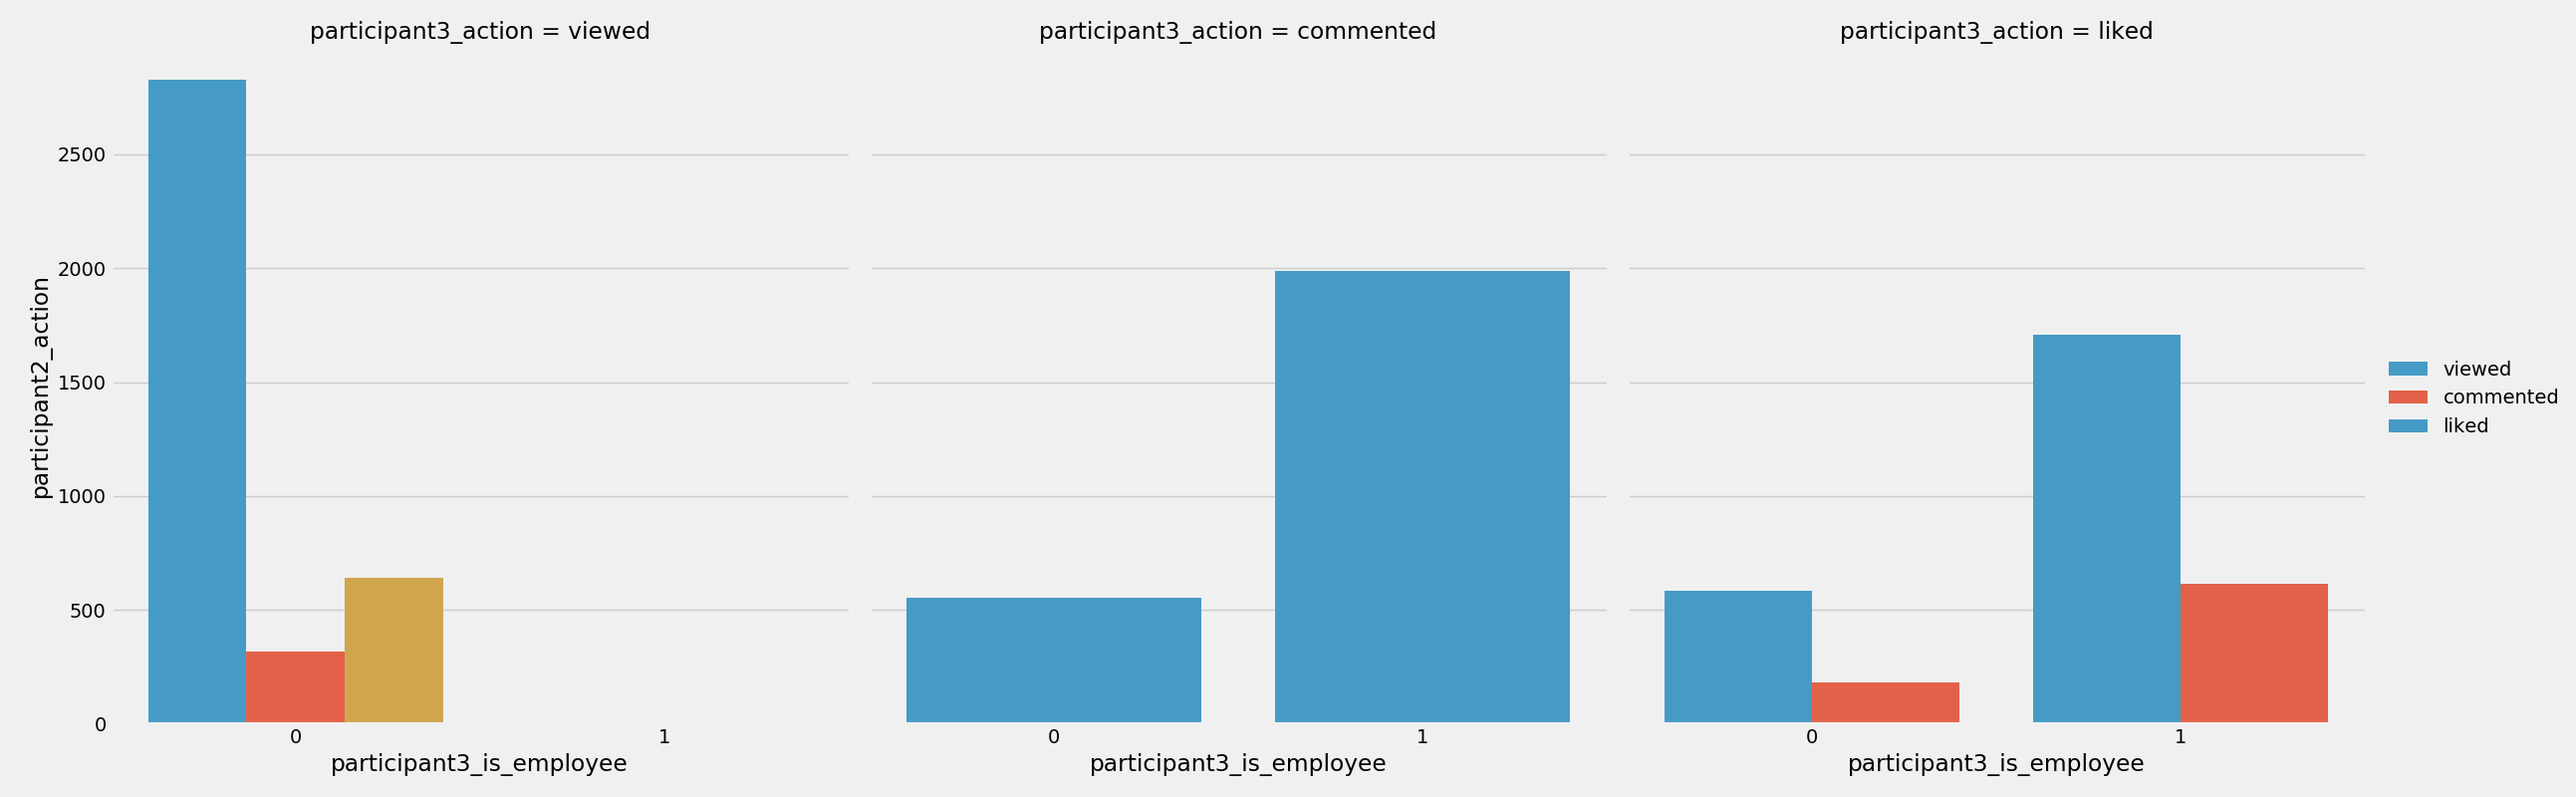 participant3_action = viewed
participant3_action = commented
participant3_action = liked
participant2_action
2500
2000
1500
1000
500
0
0
1
0
1
0
1
participant3_is_employee
participant3_is_employee
participant3_is_employee
viewed
commented
liked